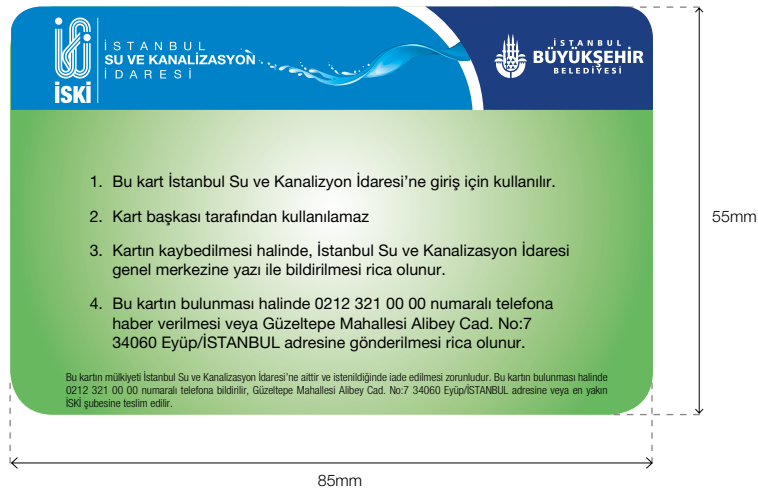 İSTANBUL
SU VE KANALİZASYON
İDARESİ
İSKİ
İSTANBUL
BÜYÜKŞEHİR
BELEDİYESİ
1. Bu kart İstanbul Su ve Kanalizyon İdaresi’ne giriş için kullanılır.
2. Kart başkası tarafından kullanılamaz
3. Kartın kaybedilmesi halinde, İstanbul Su ve Kanalizasyon İdaresi
genel merkezine yazı ile bildirilmesi rica olunur.
4. Bu kartın bulunması halinde 0212 321 00 00 numaralı telefona
haber verilmesi veya Güzeltepe Mahallesi Alibey Cad. No:7
34060 Eyüp/İSTANBUL adresine gönderilmesi rica olunur.
Bu kartın mülkiyeti İstanbul Su ve Kanalizasyon İdaresi’ne aittir ve istenildiğinde iade edilmesi zorunludur. Bu kartın bulunması halinde
0212 321 00 00 numaralı telefona bildirilir, Güzeltepe Mahallesi Alibey Cad. No:7 34060 Eyüp/İSTANBUL adresine veya en yakın
İSKİ şubesine teslim edilir.
55mm
85mm